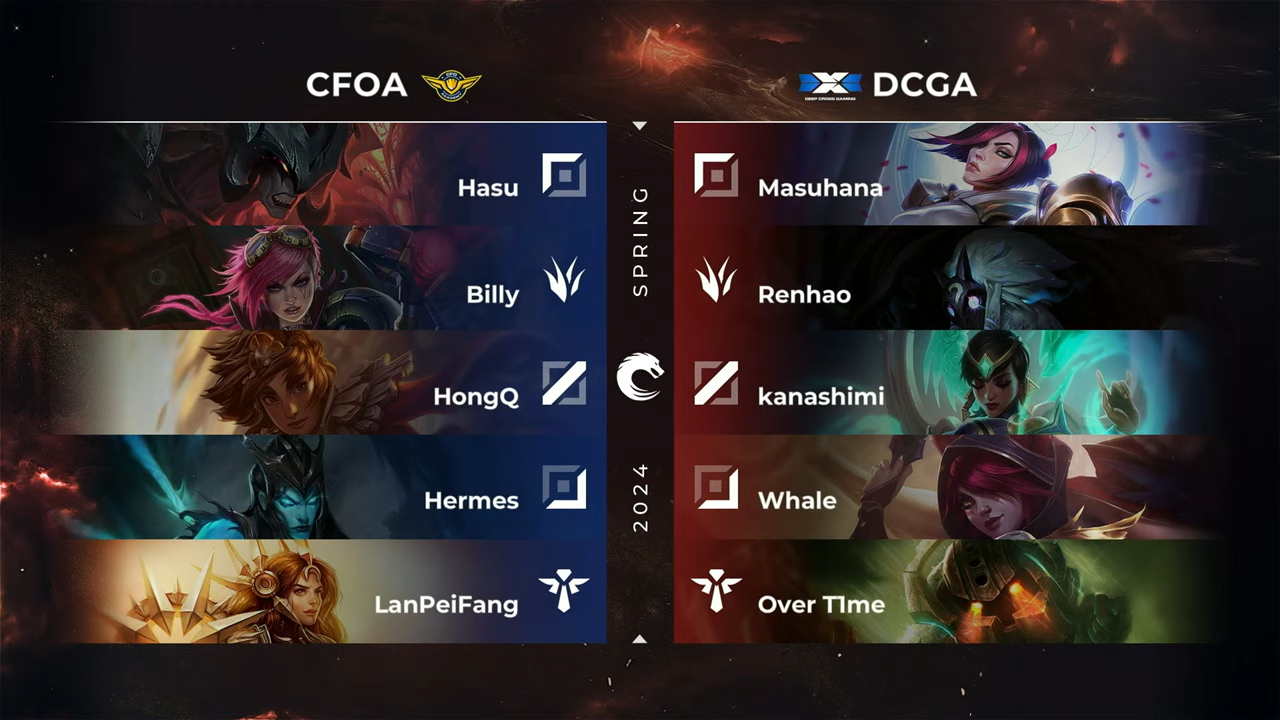 CFOA
DCGA
DEEP CROSS GAMING
Hasu
Masuhana
Billy
Renhao
HongQ
kanashimi
Hermes
Whale
LanPeiFang
Over T1me
SPRING
2024